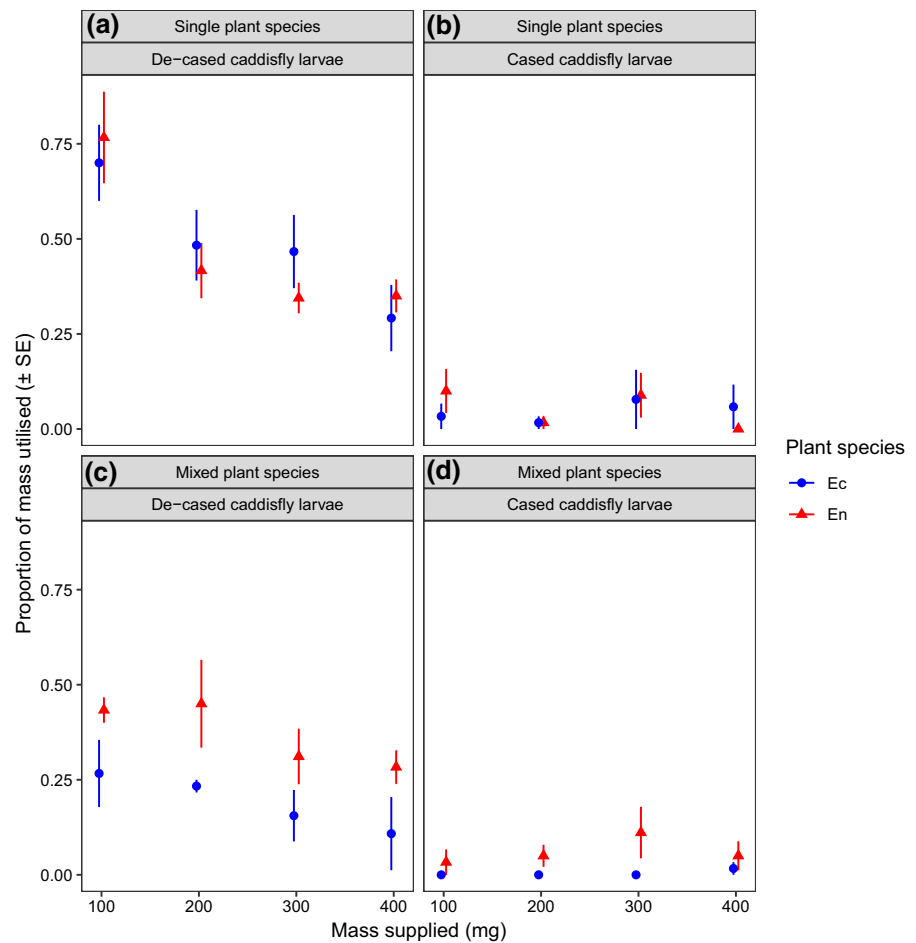 (a) Single plant species
De-cased caddisfly larvae
(b) Single plant species
Cased caddisfly larvae
0.75
0.50
0.25
0.00
(c) Mixed plant species
De-cased caddisfly larvae
(d) Mixed plant species
Cased caddisfly larvae
0.75
0.50
0.25
0.00
100 200 300 400
100 200 300 400
Mass supplied (mg)
Proportion of mass utilised (± SE)
Plant species
Ec
En